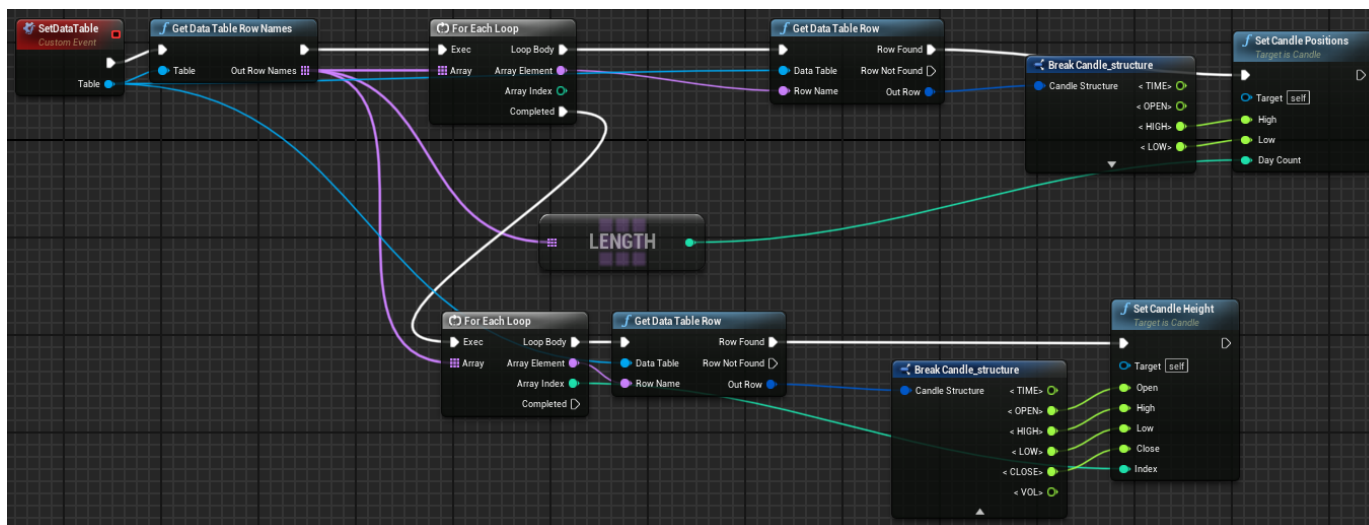 SetDataTable
Custom Event
Table
Get Data Table Row Names
Table
Out Row Names
For Each Loop
Exec
Loop Body
Array
Array Element
Array Index
Completed
Get Data Table Row
Row Found
Data Table
Row Not Found
Row Name
Out Row
Break Candle_structure
Candle Structure
< TIME>
< OPEN>
< HIGH>
< LOW>
Set Candle Positions
Target is Candle
Target self
High
Low
Day Count
LENGTH
For Each Loop
Exec
Loop Body
Array
Array Element
Array Index
Completed
Get Data Table Row
Row Found
Data Table
Row Not Found
Row Name
Out Row
Break Candle_structure
Candle Structure
< TIME>
< OPEN>
< HIGH>
< LOW>
< CLOSE>
< VOL>
Set Candle Height
Target is Candle
Target self
Open
High
Low
Close
Index